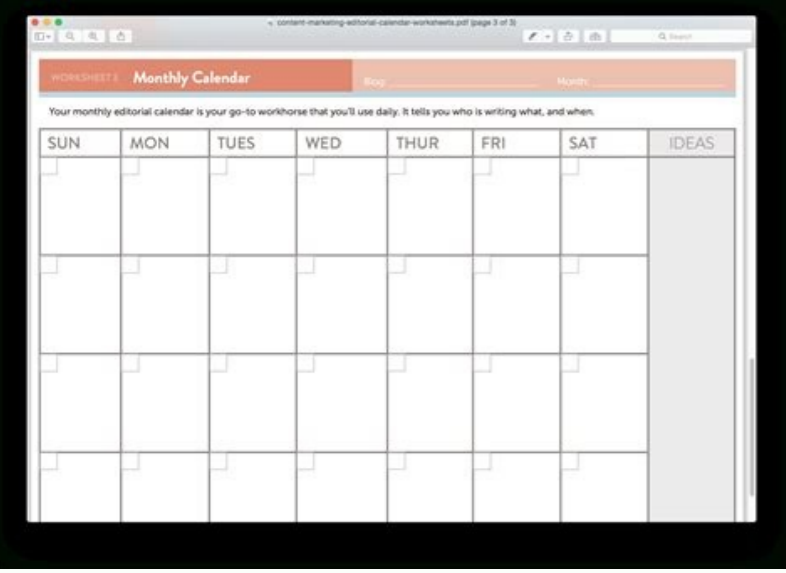 content-marketing-editorial-calendar-worksheets.pdf (page 3 of 3)
Search
WORKSHEET 3 Monthly Calendar Blog: Month:
Your monthly editorial calendar is your go-to workhorse that you'll use daily. It tells you who is writing what, and when.
SUN MON TUES WED THUR FRI SAT IDEAS